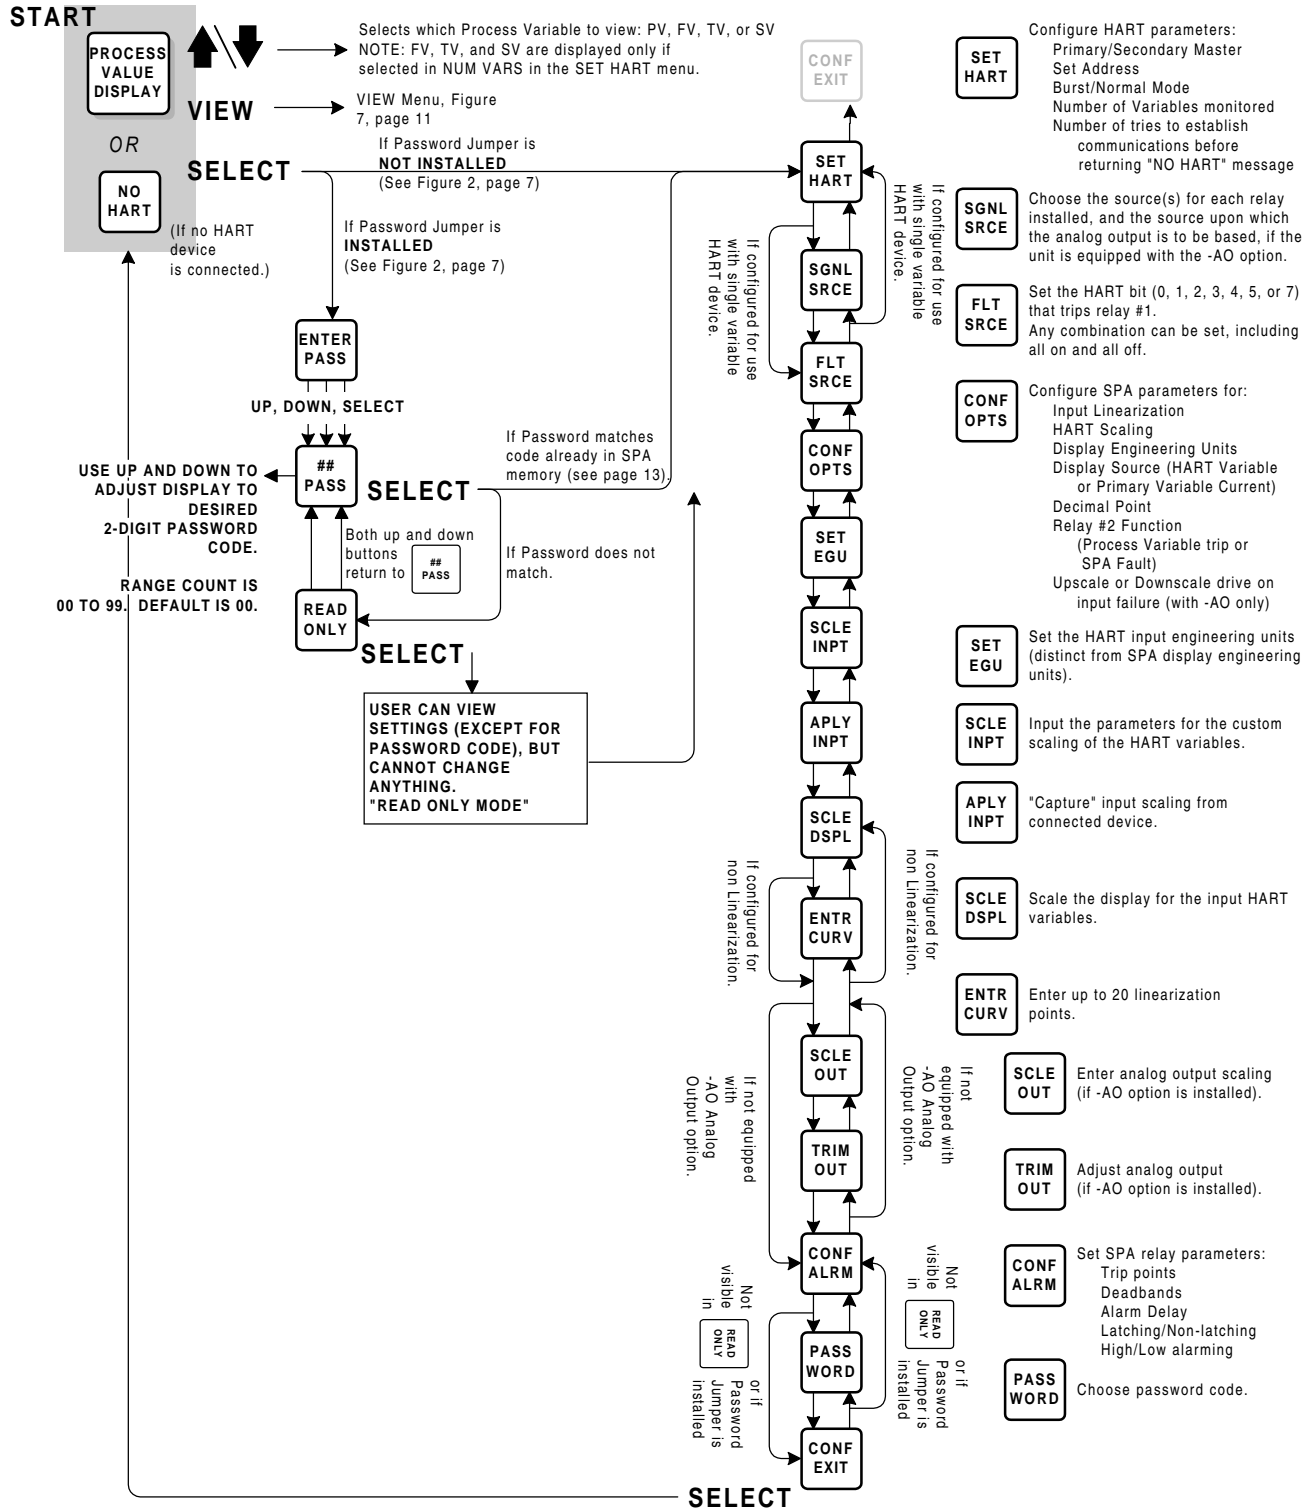 START
PROCESS
VALUE
DISPLAY
OR
NO
HART
(If no HART
device
is connected.)
Selects which Process Variable to view: PV, FV, TV, or SV
NOTE: FV, TV, and SV are displayed only if
selected in NUM VARS in the SET HART menu.
VIEW
VIEW Menu, Figure
7, page 11
SELECT
If Password Jumper is
NOT INSTALLED
(See Figure 2, page 7)
If Password Jumper is
INSTALLED
(See Figure 2, page 7)
ENTER
PASS
UP, DOWN, SELECT
##
PASS
USE UP AND DOWN TO
ADJUST DISPLAY TO
DESIRED
2-DIGIT PASSWORD
CODE.
RANGE COUNT IS
00 TO 99. DEFAULT IS 00.
SELECT
If Password matches
code already in SPA
memory (see page 13).
Both up and down
buttons
return to
##
PASS
If Password does not
match.
READ
ONLY
SELECT
USER CAN VIEW
SETTINGS (EXCEPT FOR
PASSWORD CODE), BUT
CANNOT CHANGE
ANYTHING.
"READ ONLY MODE"
CONF
EXIT
SET
HART
If configured for use
with single variable
HART device.
If configured for use
with single variable
HART device.
SGNL
SRCE
FLT
SRCE
CONF
OPTS
SET
EGU
SCLE
INPT
APLY
INPT
SCLE
DSPL
If configured for
non Linearization.
If configured for
non Linearization.
ENTR
CURV
SCLE
OUT
If not equipped
with
-AO Analog
Output option.
If not
equipped with
-AO Analog
Output option.
TRIM
OUT
CONF
ALRM
Not
visible
in
READ
ONLY
or if
Password
Jumper is
installed
Not
visible
in
READ
ONLY
or if
Password
Jumper is
installed
PASS
WORD
CONF
EXIT
SELECT
SET
HART
Configure HART parameters:
Primary/Secondary Master
Set Address
Burst/Normal Mode
Number of Variables monitored
Number of tries to establish
communications before
returning "NO HART" message
SGNL
SRCE
Choose the source(s) for each relay
installed, and the source upon which
the analog output is to be based, if the
unit is equipped with the -AO option.
FLT
SRCE
Set the HART bit (0, 1, 2, 3, 4, 5, or 7)
that trips relay #1.
Any combination can be set, including
all on and all off.
CONF
OPTS
Configure SPA parameters for:
Input Linearization
HART Scaling
Display Engineering Units
Display Source (HART Variable
or Primary Variable Current)
Decimal Point
Relay #2 Function
(Process Variable trip or
SPA Fault)
Upscale or Downscale drive on
input failure (with -AO only)
SET
EGU
Set the HART input engineering units
(distinct from SPA display engineering
units).
SCLE
INPT
Input the parameters for the custom
scaling of the HART variables.
APLY
INPT
"Capture" input scaling from
connected device.
SCLE
DSPL
Scale the display for the input HART
variables.
ENTR
CURV
Enter up to 20 linearization
points.
SCLE
OUT
Enter analog output scaling
(if -AO option is installed).
TRIM
OUT
Adjust analog output
(if -AO option is installed).
CONF
ALRM
Set SPA relay parameters:
Trip points
Deadbands
Alarm Delay
Latching/Non-latching
High/Low alarming
PASS
WORD
Choose password code.